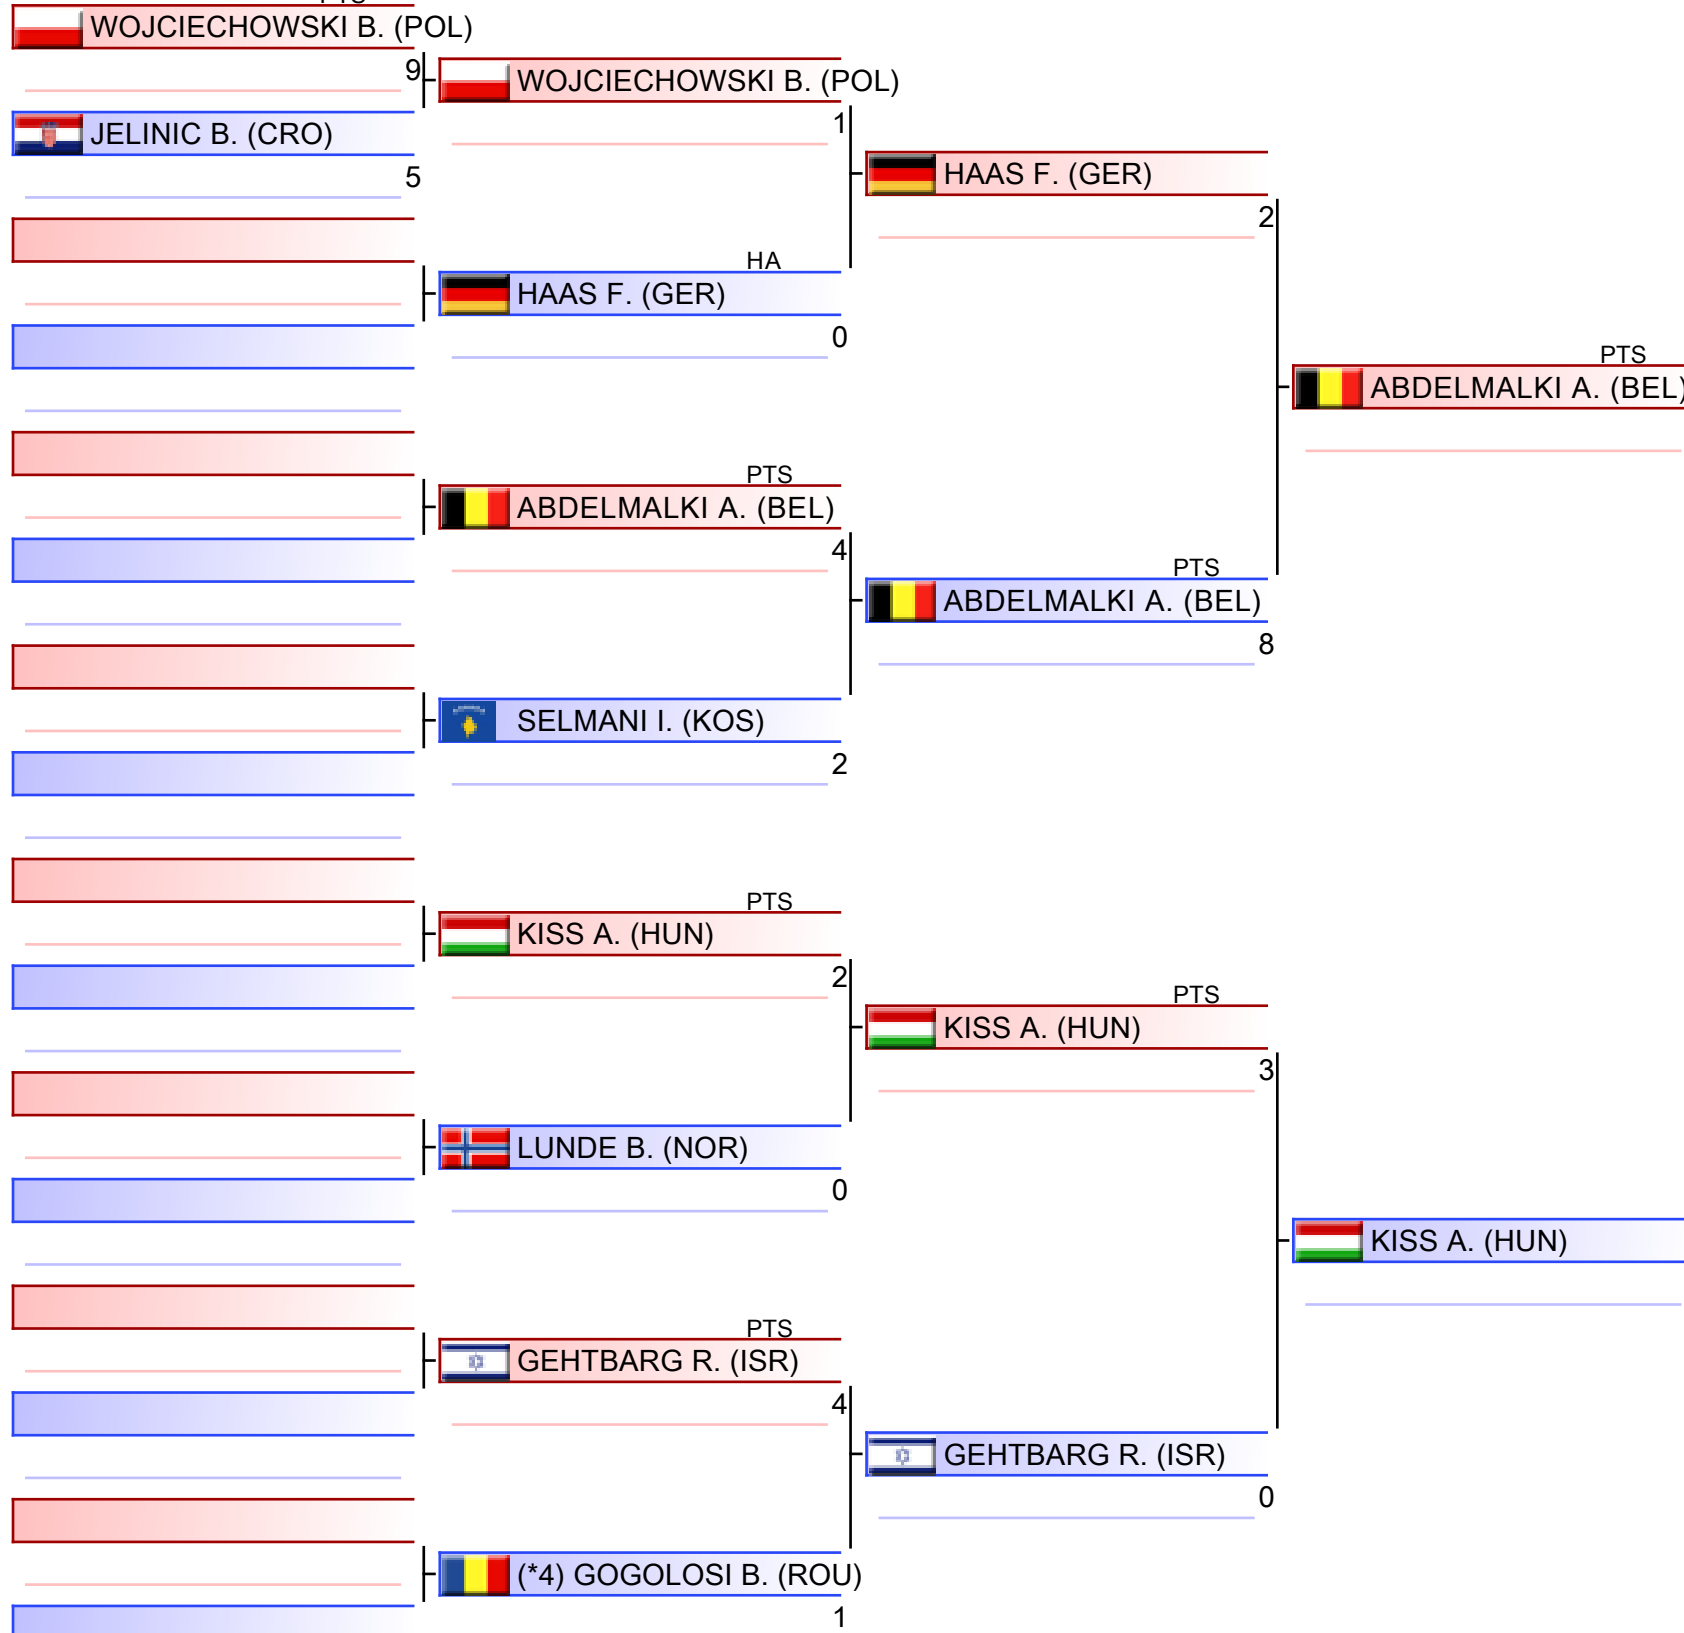 PTS
WOJCIECHOWSKI B. (POL)
9
WOJCIECHOWSKI B. (POL)
1
JELINIC B. (CRO)
5
HAAS F. (GER)
2
HA
HAAS F. (GER)
0
PTS
ABDELMALKI A. (BEL)
PTS
ABDELMALKI A. (BEL)
4
PTS
ABDELMALKI A. (BEL)
8
SELMANI I. (KOS)
2
PTS
KISS A. (HUN)
2
PTS
KISS A. (HUN)
3
LUNDE B. (NOR)
0
KISS A. (HUN)
PTS
GEHTBARG R. (ISR)
4
GEHTBARG R. (ISR)
0
(*4) GOGOLOSI B. (ROU)
1